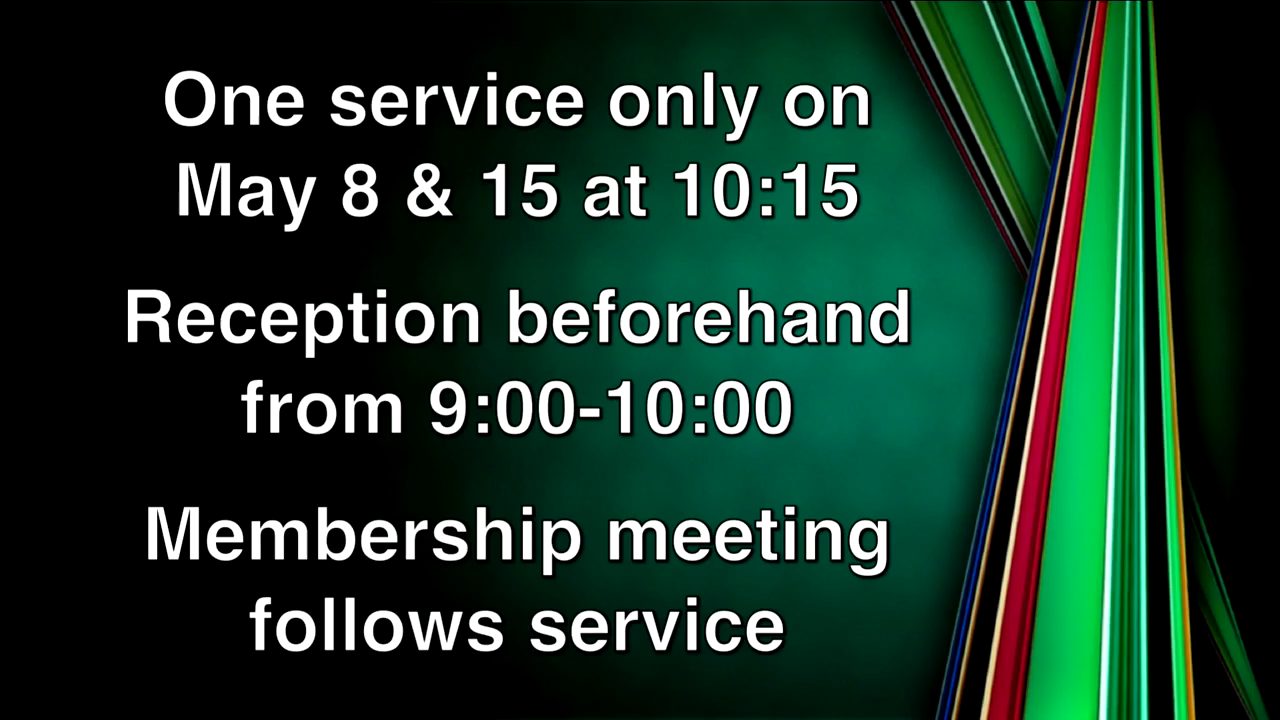 One service only on
May 8 & 15 at 10:15
Reception beforehand
from 9:00-10:00
Membership meeting
follows service